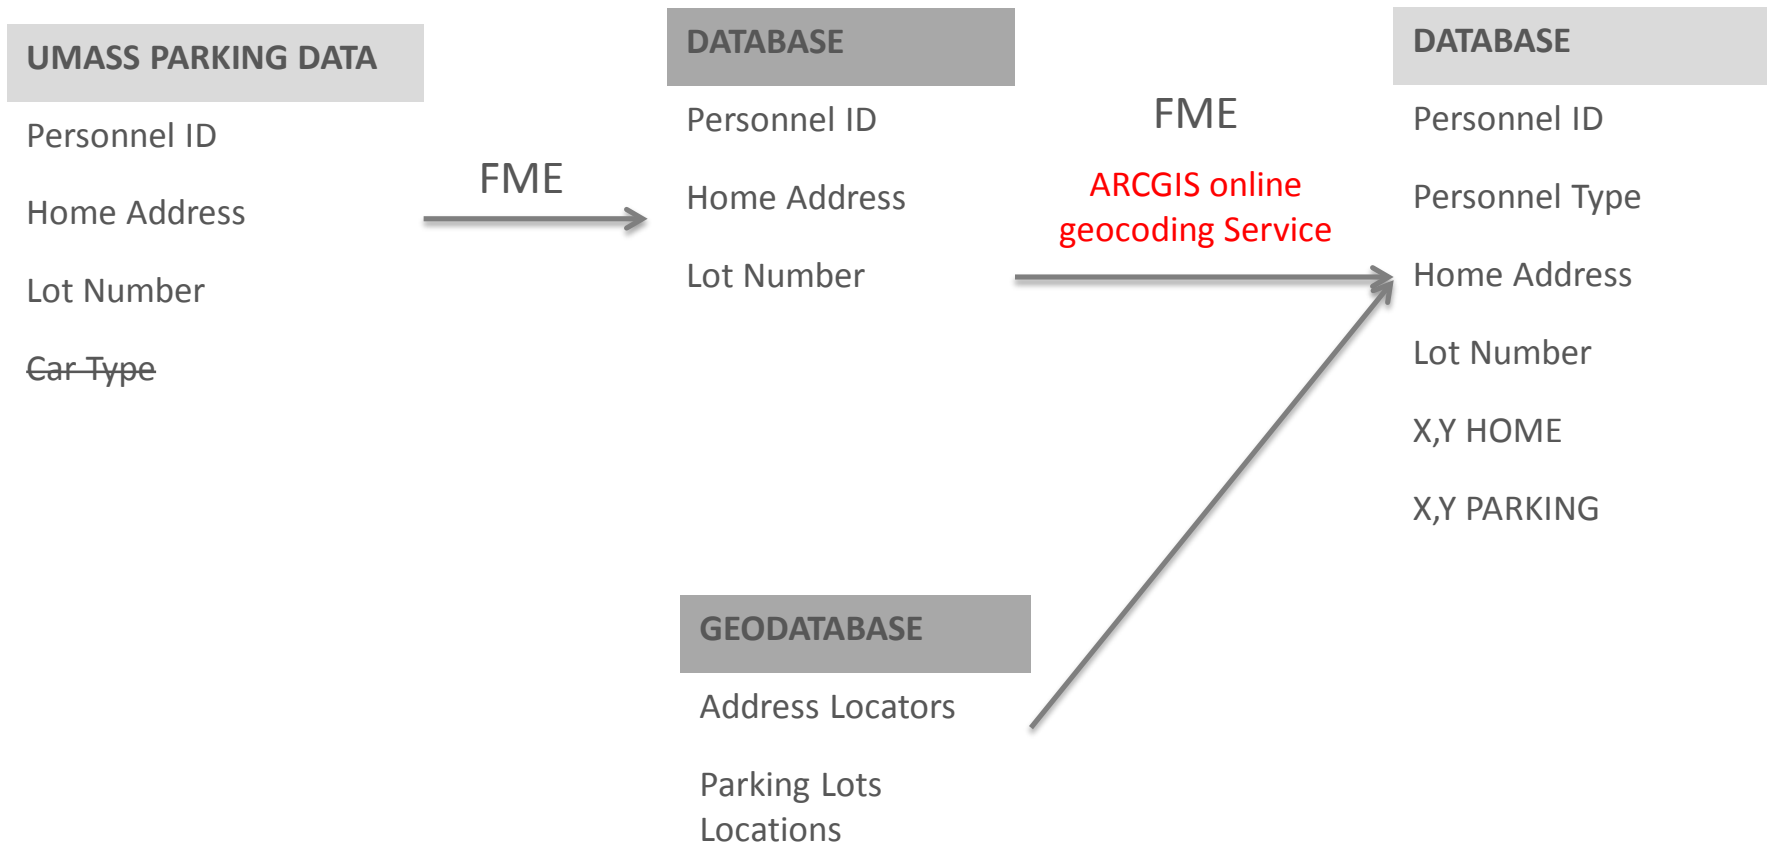 UMASS PARKING DATA
Personnel ID
Home Address
Lot Number
Car Type
FME
DATABASE
Personnel ID
Home Address
Lot Number
FME
ARCGIS online
geocoding Service
DATABASE
Personnel ID
Personnel Type
Home Address
Lot Number
X,Y HOME
X,Y PARKING
GEODATABASE
Address Locators
Parking Lots
Locations